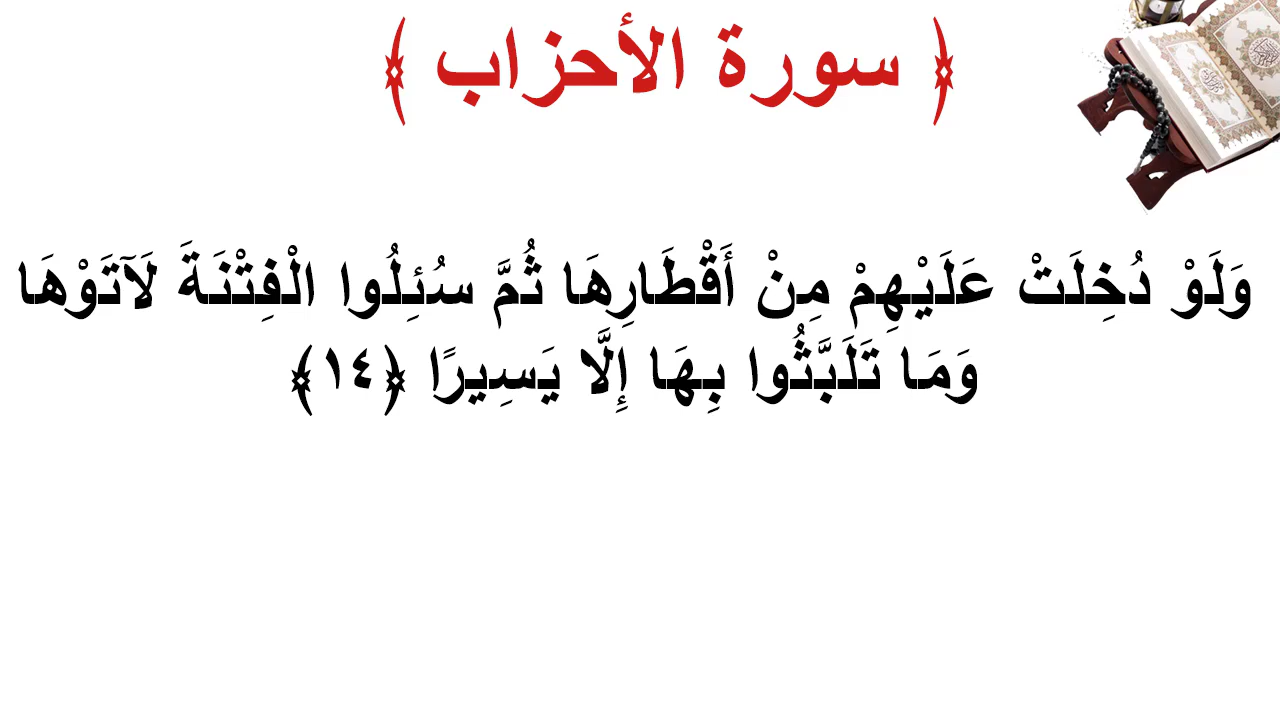 ﴿ سورة الأحزاب ﴾
وَلَوْ دُخِلَتْ عَلَيْهِمْ مِنْ أَقْطَارِهَا ثُمَّ سُئِلُوا الْفِتْنَةَ لَآتَوْهَا
وَمَا تَلَبَّثُوا بِهَا إِلَّا يَسِيرًا ﴿١٤﴾